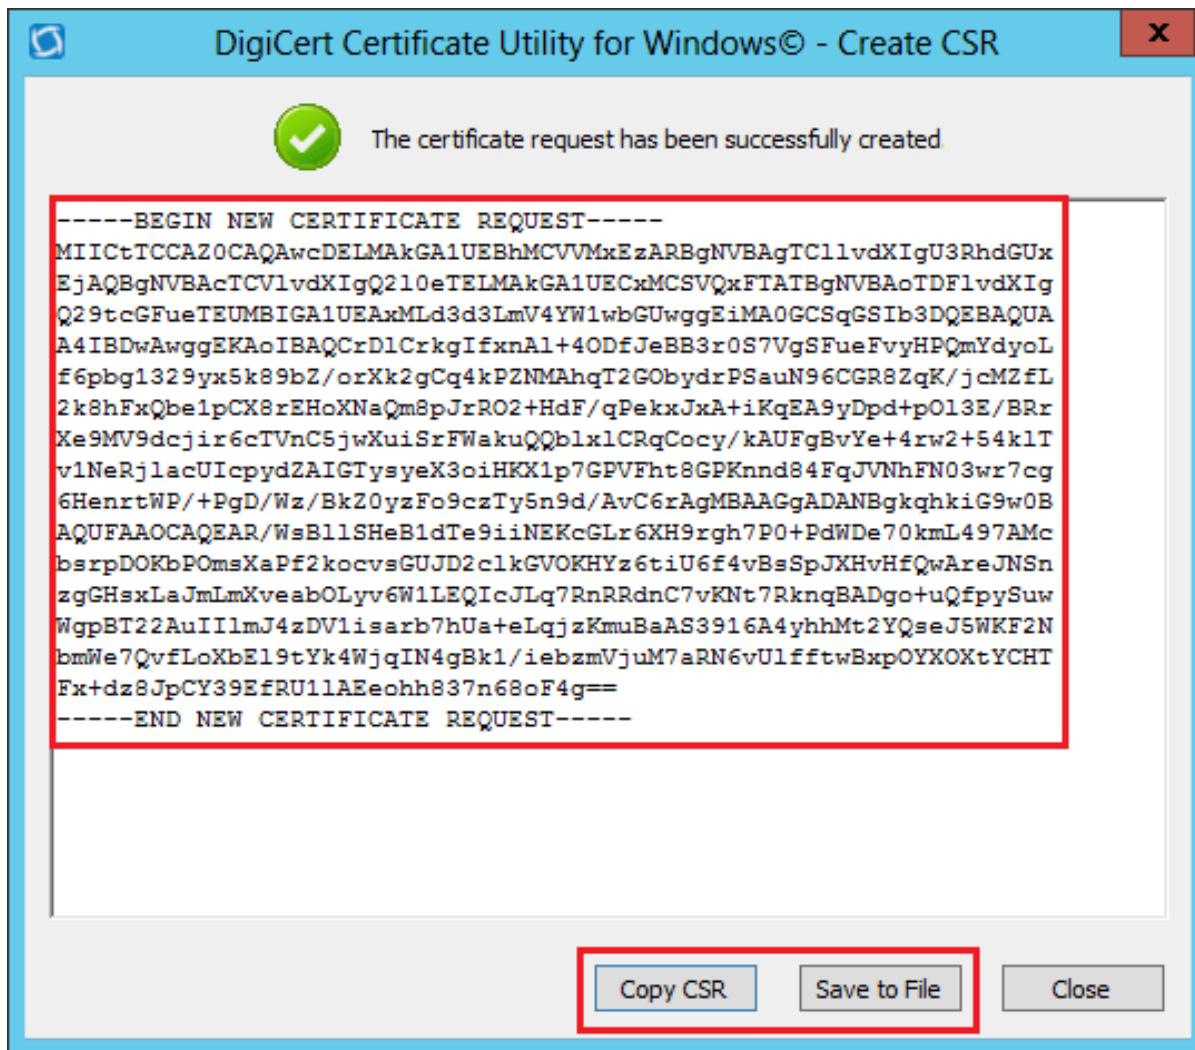 DigiCert Certificate Utility for Windows© - Create CSR
x
The certificate request has been successfully created.
-----BEGIN NEW CERTIFICATE REQUEST-----
MIICtTCCAZ0CAQAwcDELMAkGA1UEBhMCVVMxEzARBgNVBAgTCllvdXIgU3RhdGUx
EjAQBgNVBAcTCVlvdXIgQ2l0eTELMAkGA1UECxMCSVQxFTATBgNVBAoTDFlvdXIg
Q29tcGFueTEUMBIGA1UEAxMLd3d3LmV4YW1wbGUwggEiMA0GCSqGSIb3DQEBAQUA
A4IBDwAwggEKAoIBAQCrDlCrkgIfxnAl+4ODfJeBB3r0S7VgSFueFvyHPQmYdyoL
f6pbg1329yx5k89bZ/orXk2gCq4kPZNMAhqT2GObydrPSauN96CGR8ZqK/jcMZfL
2k8hFxQbe1pCX8rEHoXNaQm8pJrRO2+HdF/qPekxJxA+iKqEA9yDpd+pOl3E/BRr
Xe9MV9dcjir6cTVnC5jwXuiSrFWakuQQblxlCRqCocy/kAUFgBvYe+4rw2+54klT
v1NeRjlacUIcpydZAIGTysyeX3oiHKX1p7GPVFht8GPKnnd84FqJVNhFN03wr7cg
6HenrtWP/+PgD/Wz/BkZ0yzFo9czTy5n9d/AvC6rAgMBAAGgADANBgkqhkiG9w0B
AQUFAAOCAQEAR/WsBllSHeB1dTe9iiNEKcGLr6XH9rgh7P0+PdWDe70kmL497AMc
bsrpDOKbPOmsXaPf2kocvsGUJD2clkGVOKHYz6tiU6f4vBsSpJXHvHfQwAreJNSn
zgGHsxLaJmLmXveabOLyv6W1LEQIcJLq7RnRRdnC7vKNt7RknqBADgo+uQfpySuw
WgpBT22AuIIlmJ4zDV1isarb7hUa+eLqjzKmuBaAS3916A4yhhMt2YQseJ5WKF2N
bmWe7QvfLoXbEl9tYk4WjqIN4gBk1/iebzmVjuM7aRN6vUlfftwBxpOYXOXtYCHT
Fx+dz8JpCY39EfRU1lAEeohh837n68oF4g==
-----END NEW CERTIFICATE REQUEST-----
Copy CSR
Save to File
Close